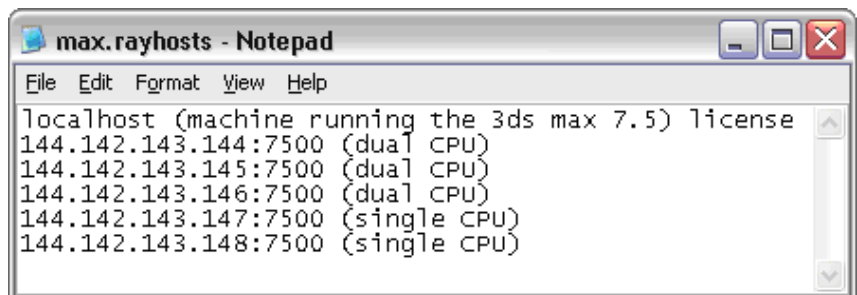 max.rayhosts - Notepad
File Edit Format View Help
localhost (machine running the 3ds max 7.5) license
144.142.143.144:7500 (dual CPU)
144.142.143.145:7500 (dual CPU)
144.142.143.146:7500 (dual CPU)
144.142.143.147:7500 (single CPU)
144.142.143.148:7500 (single CPU)